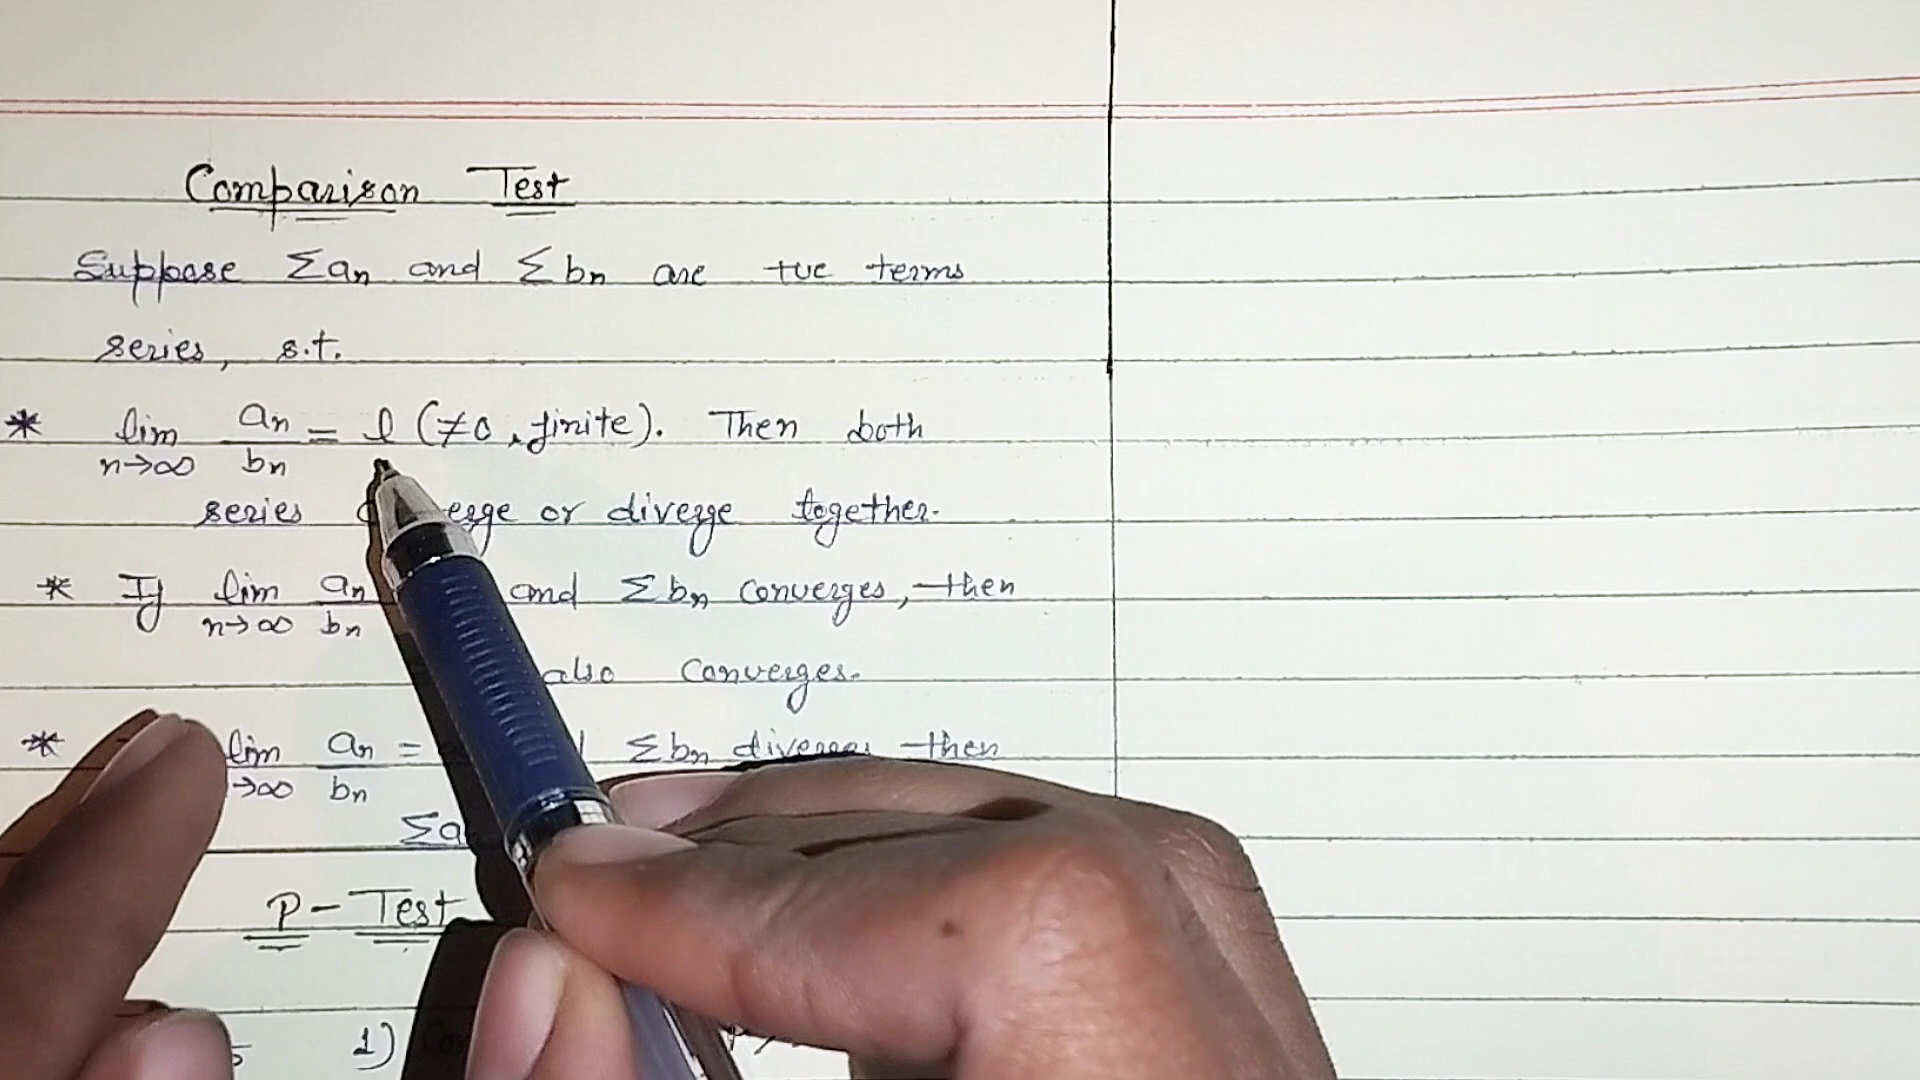 Comparison Test
Suppose Σan and Σbn are +ve terms
series, s.t.
* lim n→∞ an/bn = l (≠0, finite). Then both
series or diverge together.
* If lim n→∞ an/bn and Σbn converges, then
also converges.
* lim →∞ an/bn = Σbn diverges then
Σa
P-Test
1)